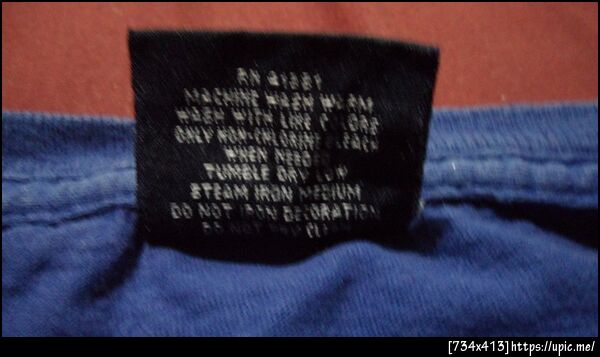 MACHINE WASH WARM
WASH WITH LIKE COLORS
ONLY NON-CHLORINE BLEACH
WHEN NEEDED
TUMBLE DRY LOW
STEAM IRON MEDIUM
DO NOT IRON DECORATION
DO NOT DRY CLEAN
[734x413]https://upic.me/